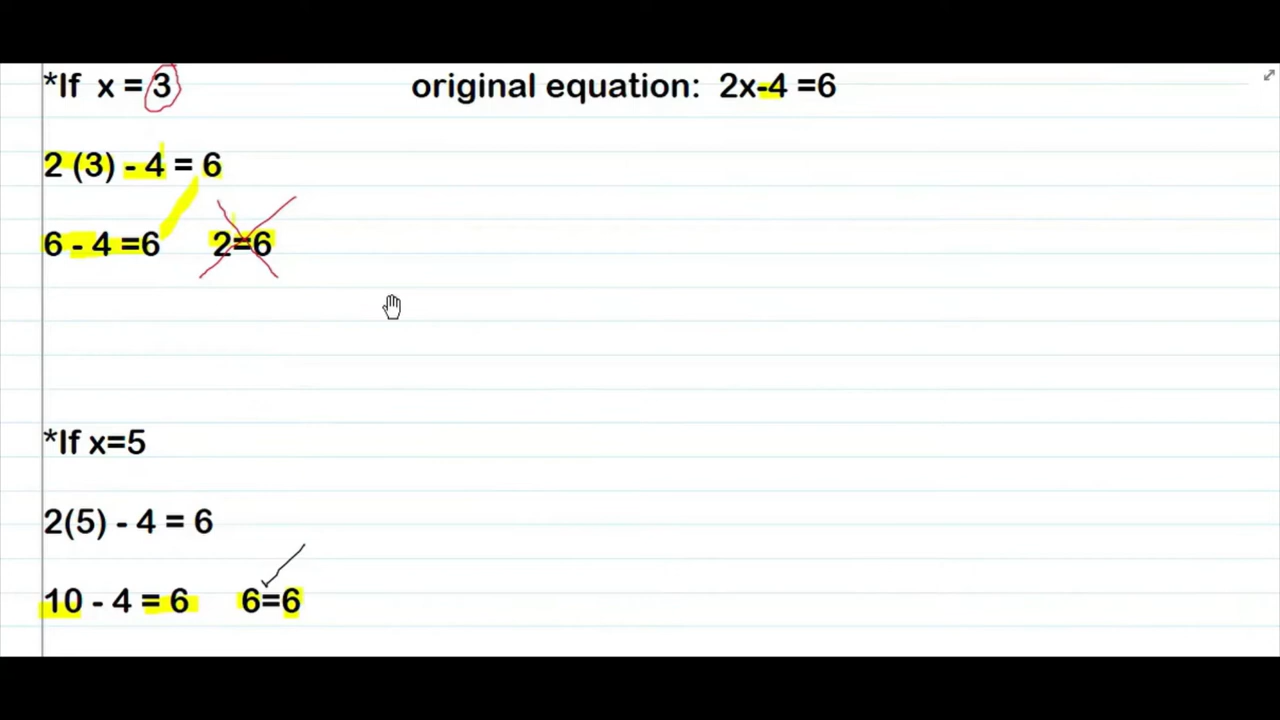 *If x = 3 original equation: 2x-4 =6
2 (3) - 4 = 6
6 - 4 =6 2=6
*If x=5
2(5) - 4 = 6
10 - 4 = 6 6=6